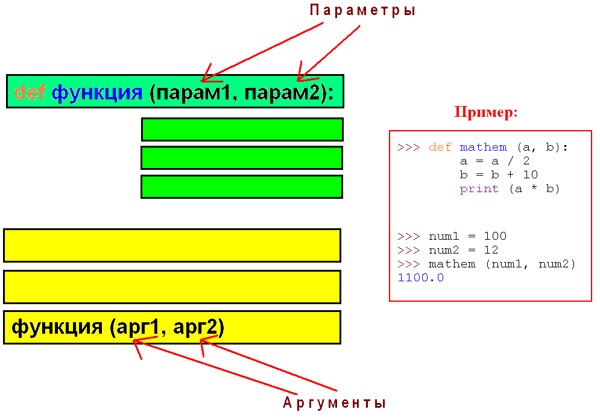 Параметры
def функция (парам1, парам2):
функция (арг1, арг2)
Аргументы
Пример:
>>> def mathem (a, b):
        a = a / 2
        b = b + 10
        print (a * b)
>>> num1 = 100
>>> num2 = 12
>>> mathem (num1, num2)
1100.0